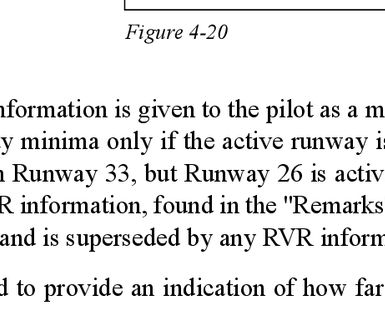 Figure 4-20
nformation is given to the pilot as a m
y minima only if the active runway is
n Runway 33, but Runway 26 is activ
R information, found in the "Remarks
and is superseded by any RVR inform
d to provide an indication of how far